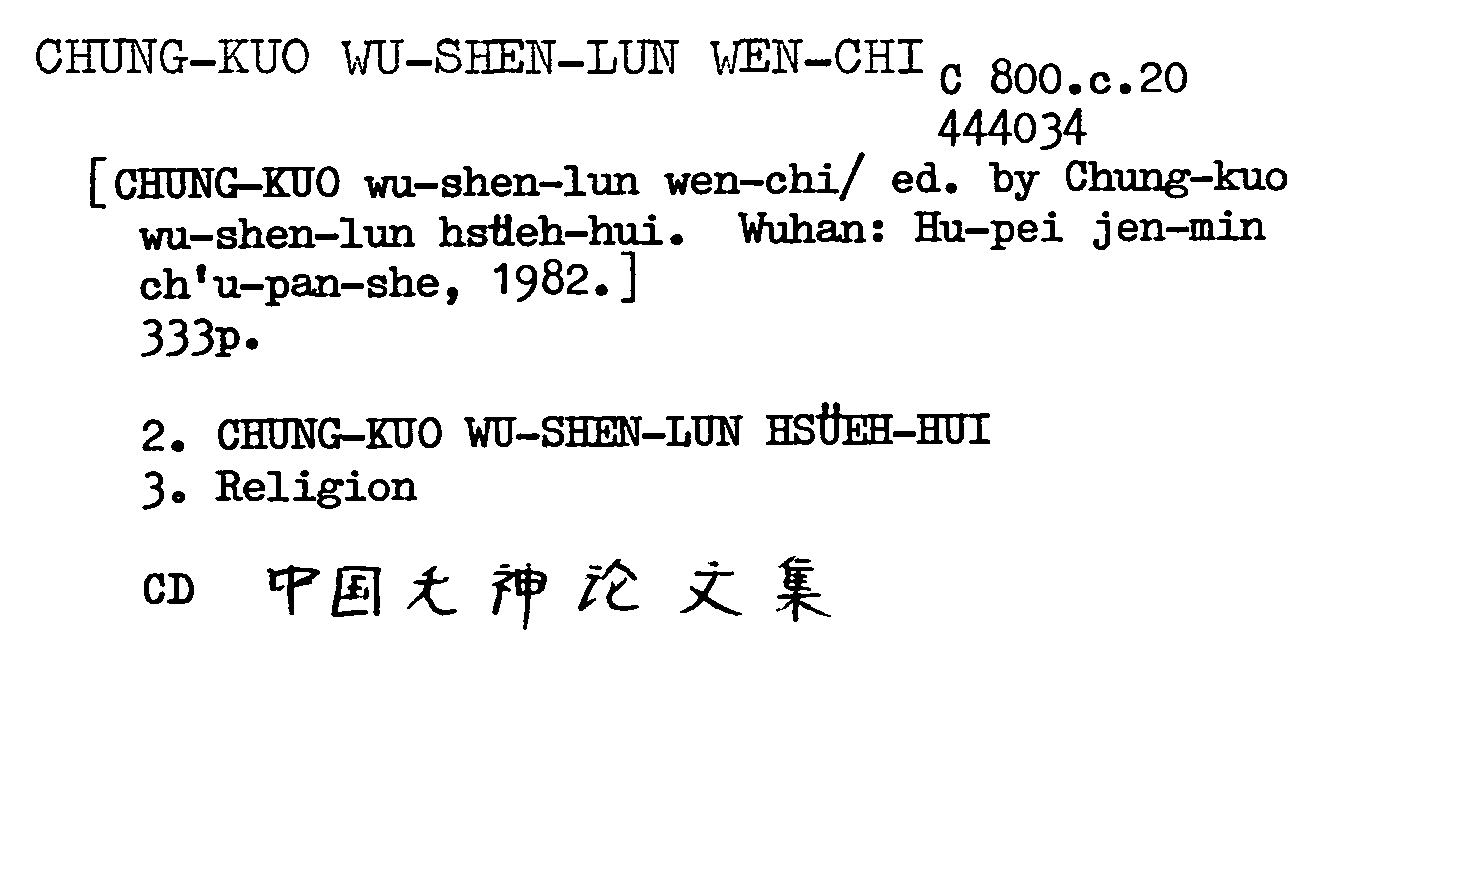 CHUNG-KUO WU-SHEN-LUN WEN-CHI
C 800.c.20
444034
[CHUNG-KUO wu-shen-lun wen-chi/ ed. by Chung-kuo
wu-shen-lun hsüeh-hui. Wuhan: Hu-pei jen-min
ch'u-pan-she, 1982.]
333p.
2. CHUNG-KUO WU-SHEN-LUN HSÜEH-HUI
3. Religion
CD 中国无神论文集